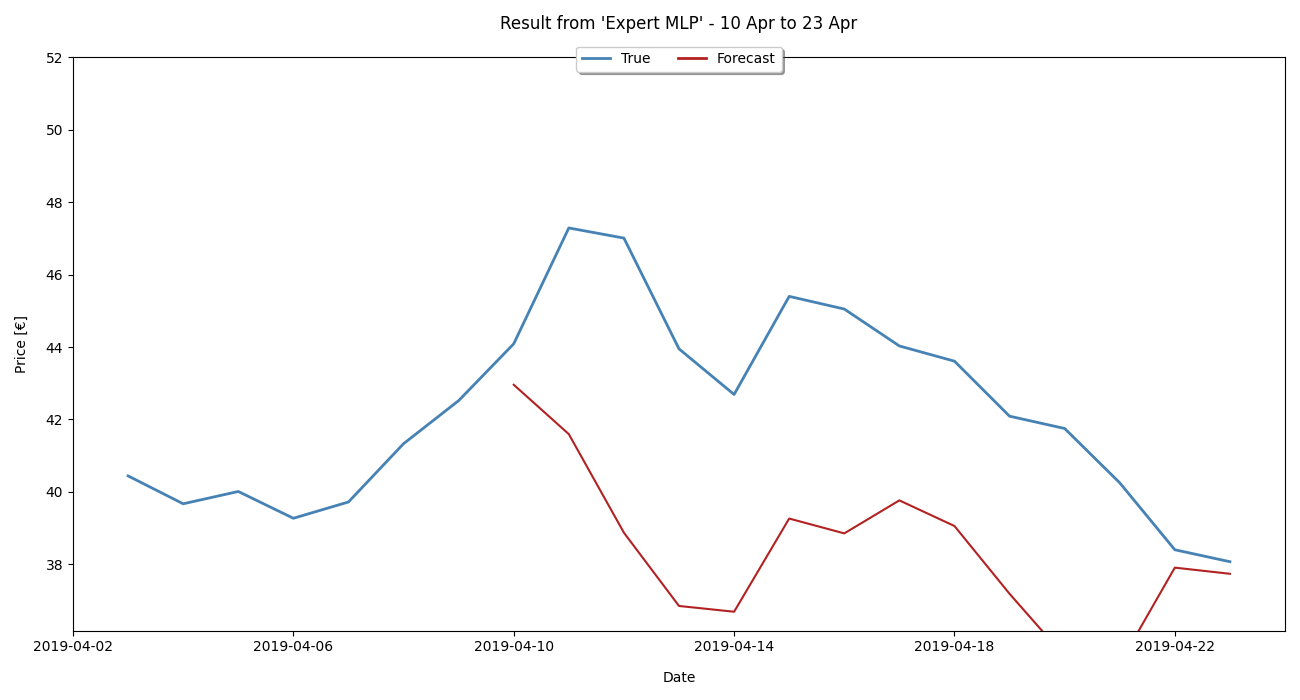 Result from 'Expert MLP' - 10 Apr to 23 Apr
True Forecast
52
50
48
46
44
42
40
38
Price [€]
2019-04-02 2019-04-06 2019-04-10 2019-04-14 2019-04-18 2019-04-22
Date